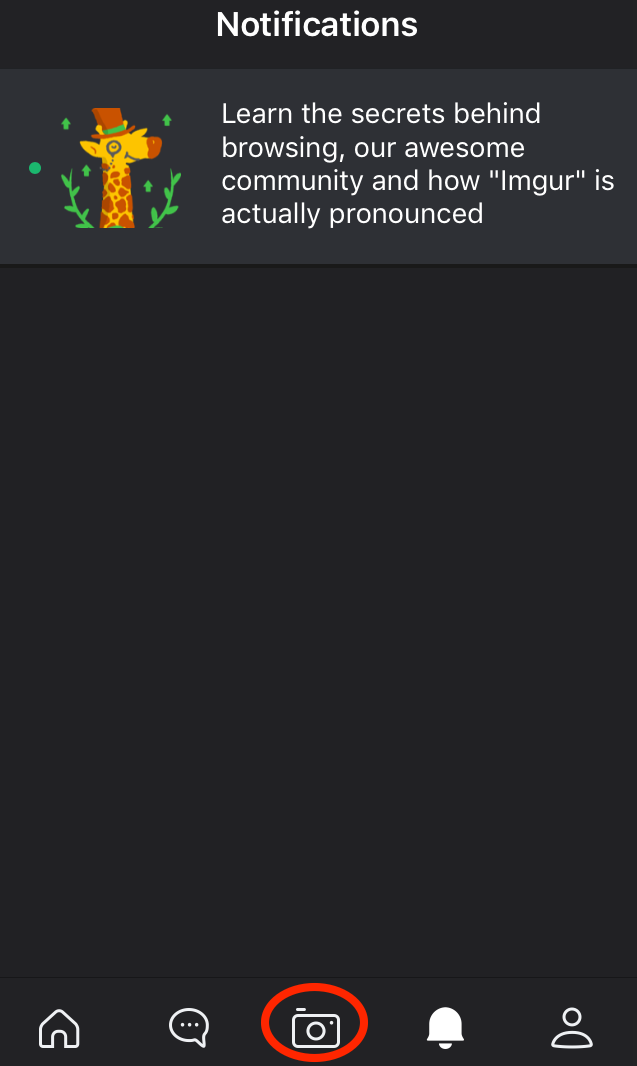 Notifications
Learn the secrets behind
browsing, our awesome
community and how "Imgur" is
actually pronounced